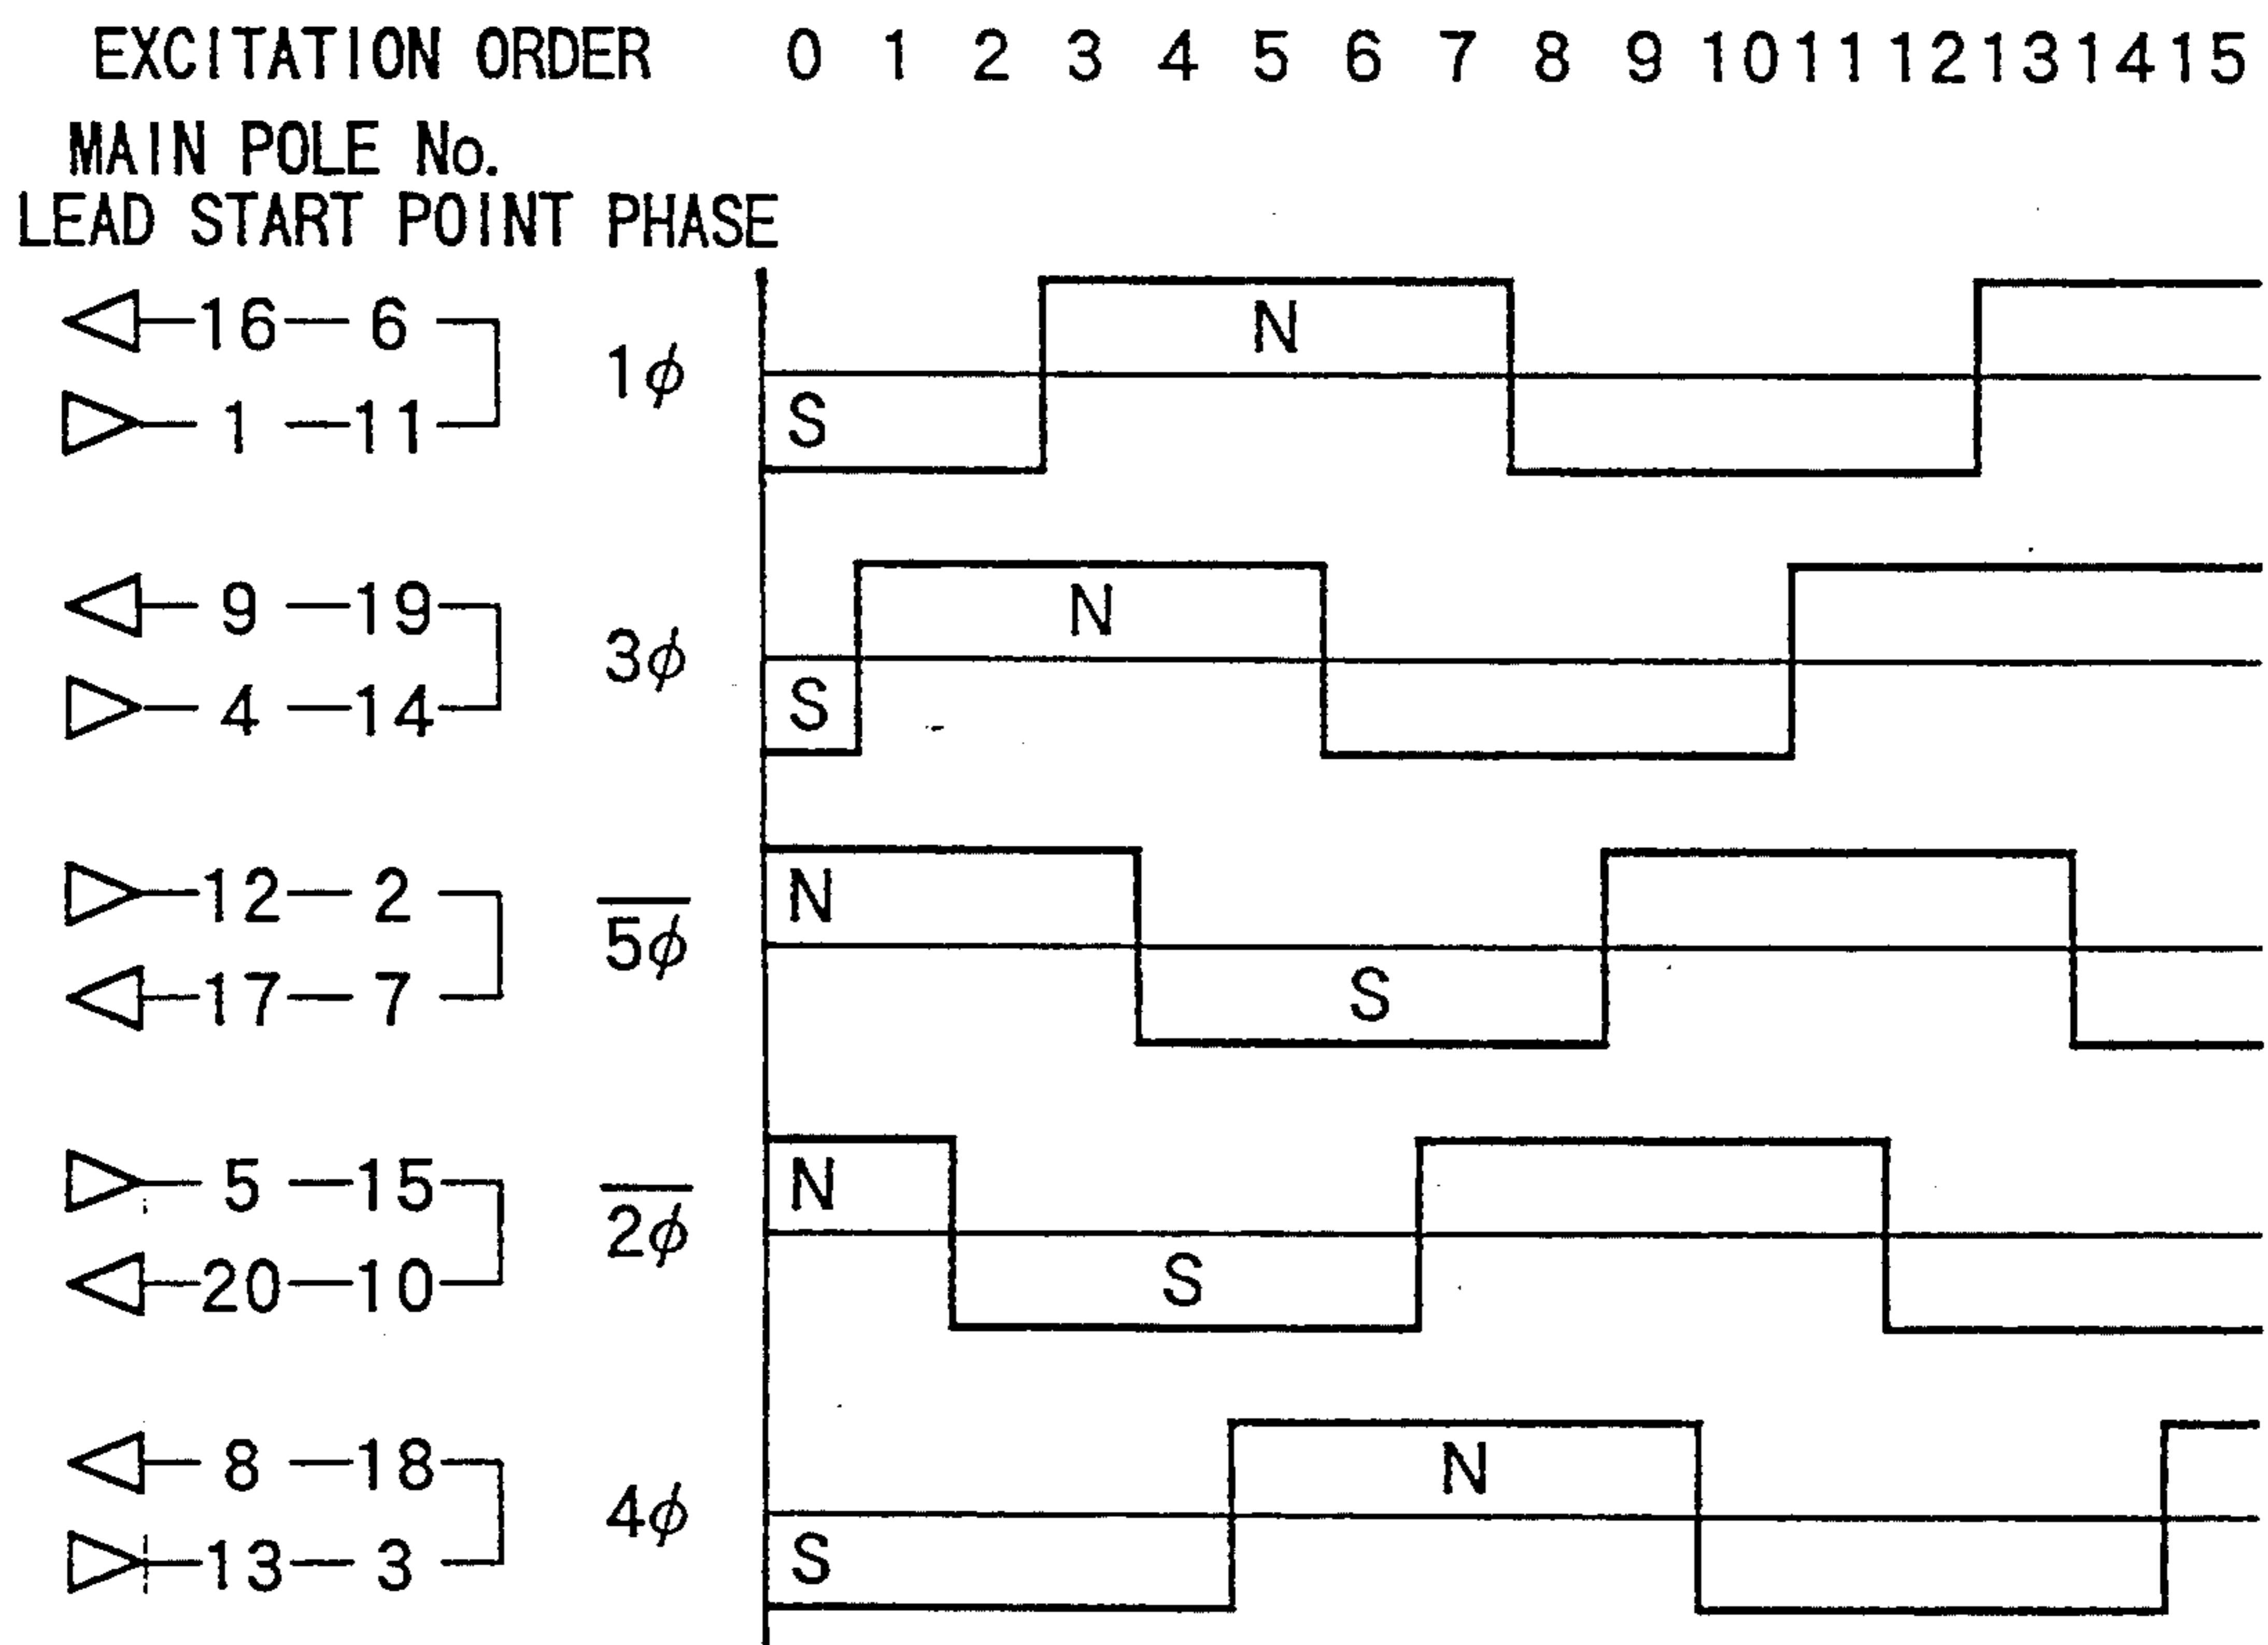 EXCITATION ORDER 0 1 2 3 4 5 6 7 8 9 10 11 12 13 14 15
MAIN POLE No.
LEAD START POINT PHASE
16 6
1ϕ
1 11
N
S
9 19
3ϕ
4 14
N
S
12 2
5ϕ
17 7
N
S
5 15
2ϕ
20 10
N
S
8 18
4ϕ
13 3
N
S